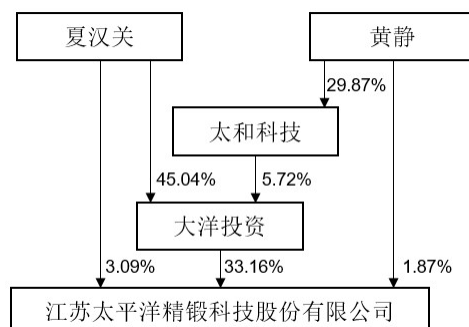 夏汉关
黄静
29.87%
太和科技
45.04%
5.72%
大洋投资
3.09%
33.16%
1.87%
江苏太平洋精锻科技股份有限公司